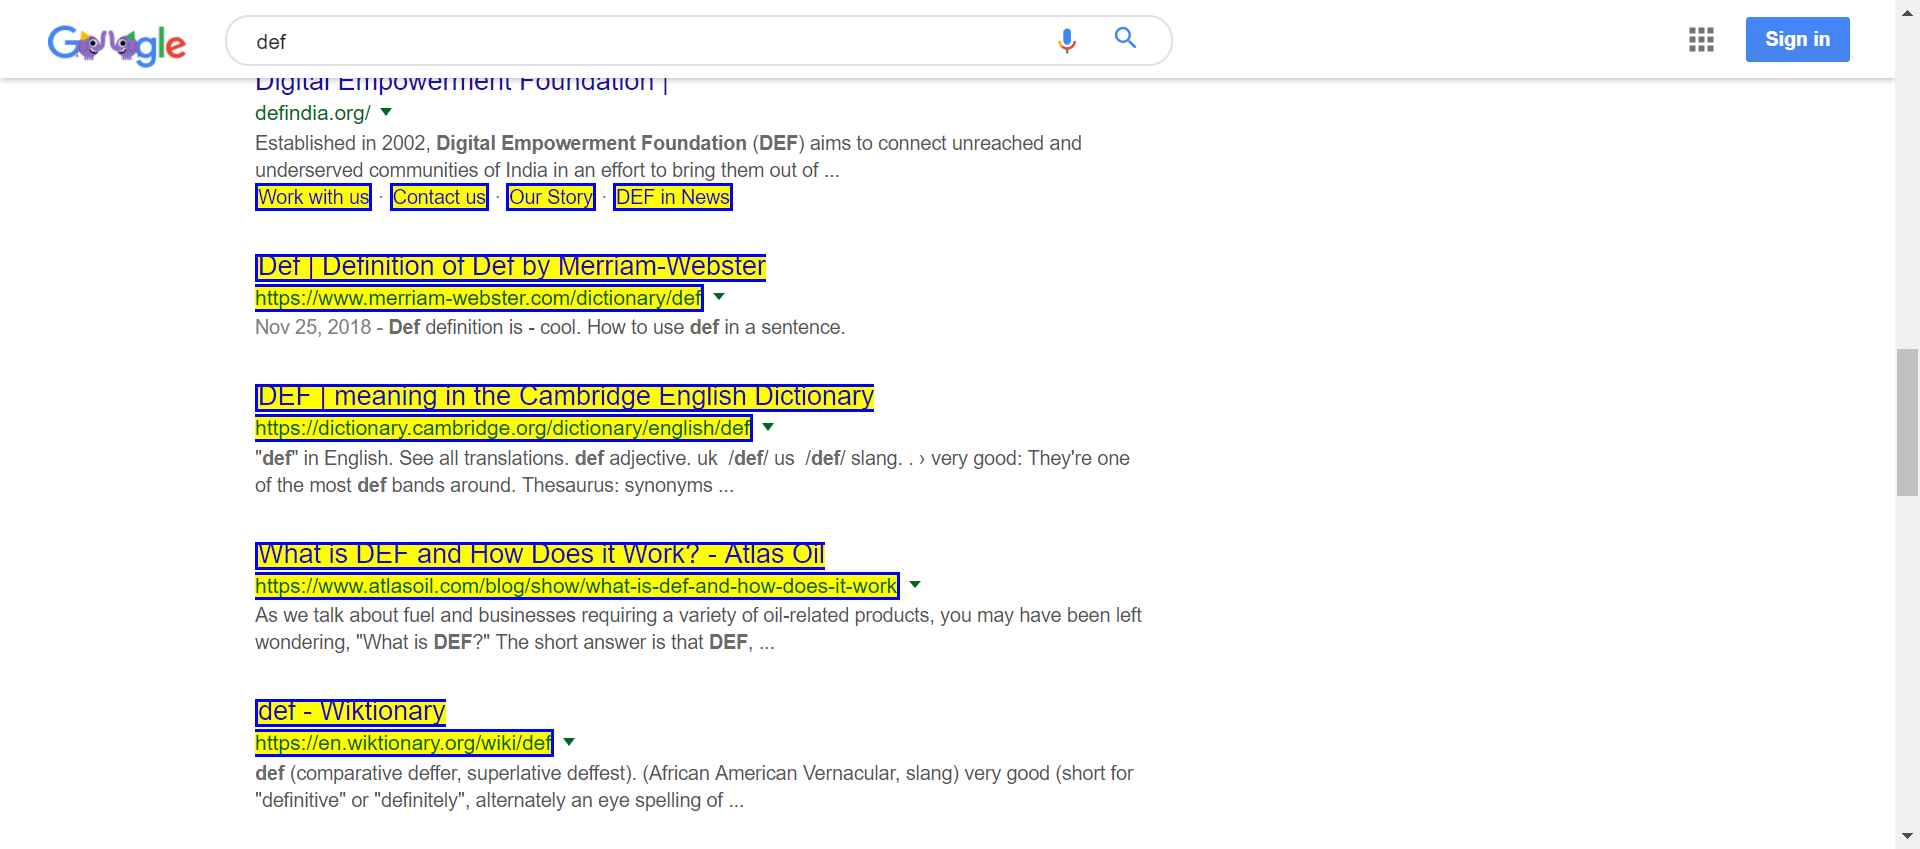 Google
def
Sign in
Digital Empowerment Foundation |
defindia.org/
Established in 2002, Digital Empowerment Foundation (DEF) aims to connect unreached and
underserved communities of India in an effort to bring them out of ...
Work with us · Contact us · Our Story · DEF in News
Def | Definition of Def by Merriam-Webster
https://www.merriam-webster.com/dictionary/def
Nov 25, 2018 - Def definition is - cool. How to use def in a sentence.
DEF | meaning in the Cambridge English Dictionary
https://dictionary.cambridge.org/dictionary/english/def
"def" in English. See all translations. def adjective. uk /def/ us /def/ slang. . › very good: They're one
of the most def bands around. Thesaurus: synonyms ...
What is DEF and How Does it Work? - Atlas Oil
https://www.atlasoil.com/blog/show/what-is-def-and-how-does-it-work
As we talk about fuel and businesses requiring a variety of oil-related products, you may have been left
wondering, "What is DEF?" The short answer is that DEF, ...
def - Wiktionary
https://en.wiktionary.org/wiki/def
def (comparative deffer, superlative deffest). (African American Vernacular, slang) very good (short for
"definitive" or "definitely", alternately an eye spelling of ...